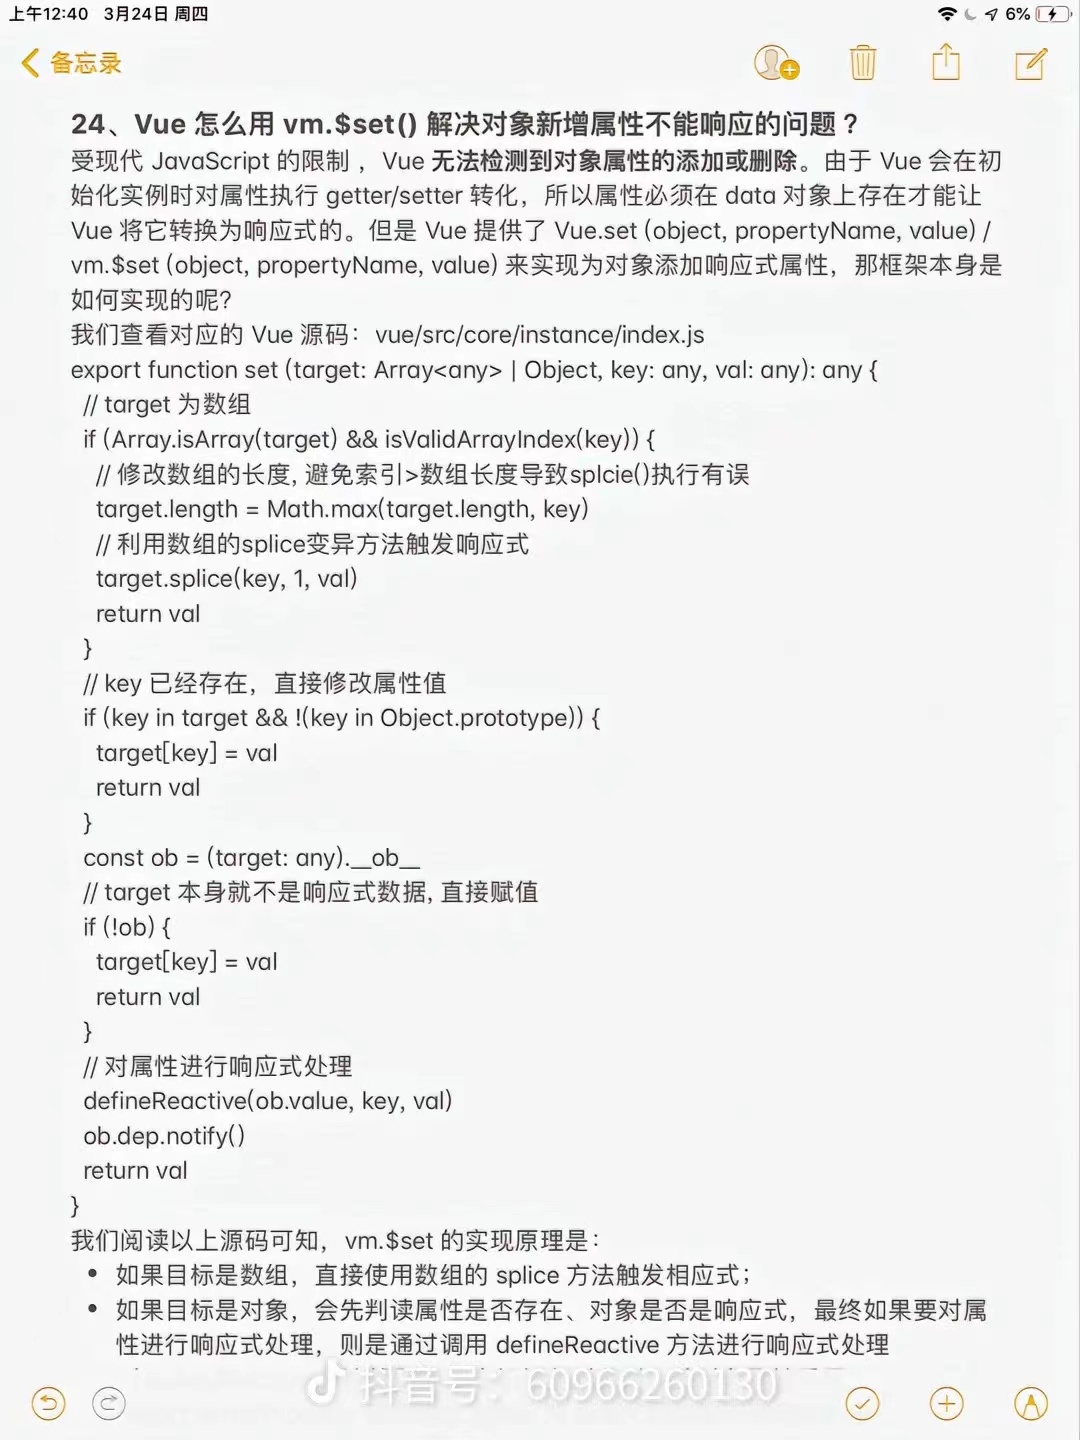 上午12:40 3月24日 周四
6%
备忘录
24、Vue 怎么用 vm.$set() 解决对象新增属性不能响应的问题 ?
受现代 JavaScript 的限制 ，Vue 无法检测到对象属性的添加或删除。由于 Vue 会在初
始化实例时对属性执行 getter/setter 转化，所以属性必须在 data 对象上存在才能让
Vue 将它转换为响应式的。但是 Vue 提供了 Vue.set (object, propertyName, value) /
vm.$set (object, propertyName, value) 来实现为对象添加响应式属性，那框架本身是
如何实现的呢？
我们查看对应的 Vue 源码：vue/src/core/instance/index.js
export function set (target: Array<any> | Object, key: any, val: any): any {
// target 为数组
if (Array.isArray(target) && isValidArrayIndex(key)) {
// 修改数组的长度, 避免索引>数组长度导致splcie()执行有误
target.length = Math.max(target.length, key)
// 利用数组的splice变异方法触发响应式
target.splice(key, 1, val)
return val
}
// key 已经存在，直接修改属性值
if (key in target && !(key in Object.prototype)) {
target[key] = val
return val
}
const ob = (target: any).__ob__
// target 本身就不是响应式数据, 直接赋值
if (!ob) {
target[key] = val
return val
}
// 对属性进行响应式处理
defineReactive(ob.value, key, val)
ob.dep.notify()
return val
}
我们阅读以上源码可知，vm.$set 的实现原理是：
• 如果目标是数组，直接使用数组的 splice 方法触发相应式；
• 如果目标是对象，会先判读属性是否存在、对象是否是响应式，最终如果要对属
性进行响应式处理，则是通过调用 defineReactive 方法进行响应式处理
抖音号：60966260130